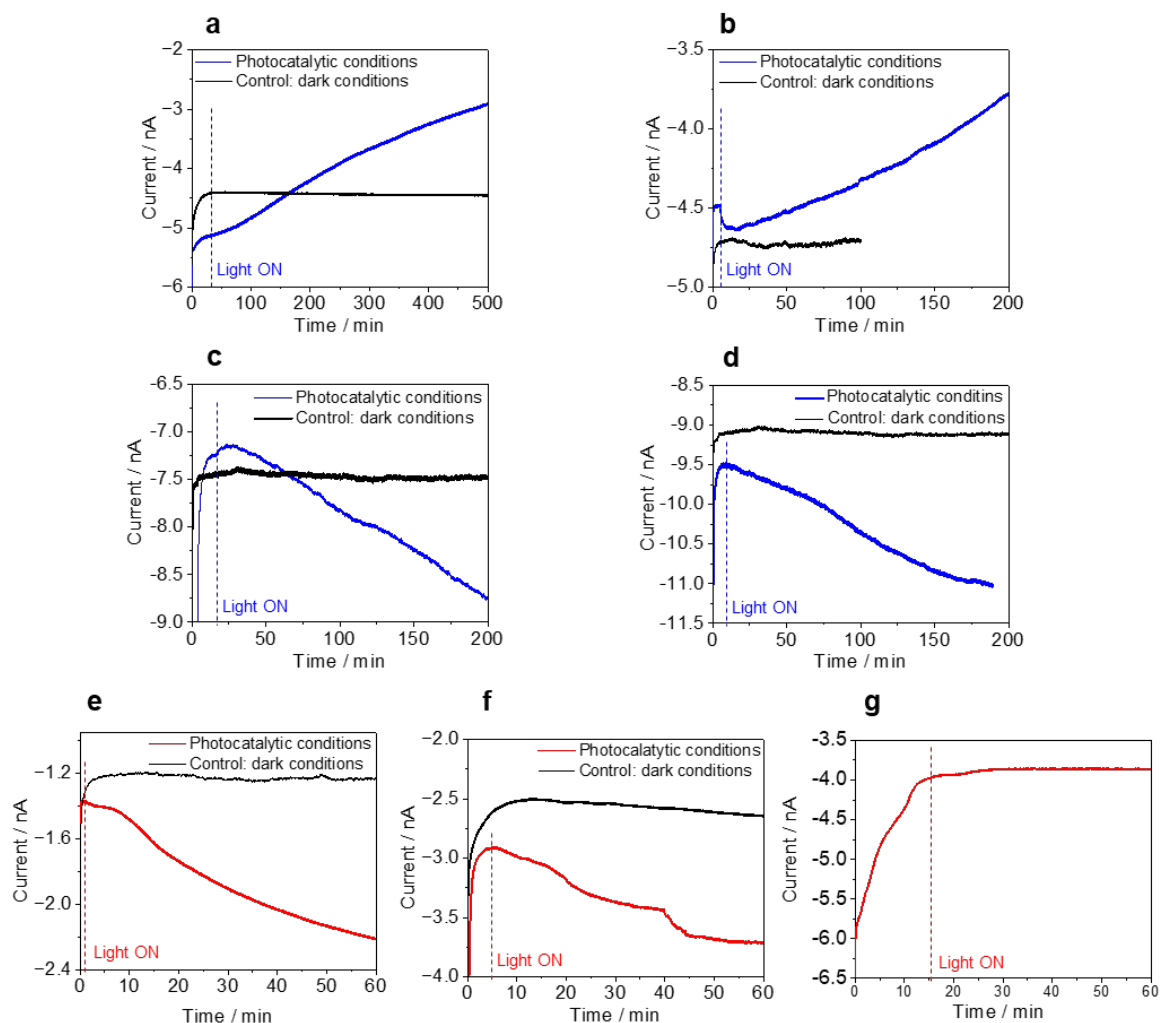 a
Photocatalytic conditions
Control: dark conditions
Current / nA
−2
−3
−4
−5
−6
Light ON
0 100 200 300 400 500
Time / min
b
Photocatalytic conditions
Control: dark conditions
Current / nA
−3.5
−4.0
−4.5
−5.0
Light ON
0 50 100 150 200
Time / min
c
Photocatalytic conditions
Control: dark conditions
Current / nA
-6.5
-7.0
-7.5
-8.0
-8.5
-9.0
Light ON
0 50 100 150 200
Time / min
d
Photocatalytic conditins
Control: dark conditions
Current / nA
-8.5
-9.0
-9.5
-10.0
-10.5
-11.0
-11.5
Light ON
0 50 100 150 200
Time / min
e
Photocatalytic conditions
Control: dark conditions
Current / nA
−1.2
−1.6
−2.0
−2.4
Light ON
0 10 20 30 40 50 60
Time / min
f
Photocalatytic conditions
Control: dark conditions
Current / nA
−2.0
−2.5
−3.0
−3.5
−4.0
Light ON
0 10 20 30 40 50 60
Time / min
g
Current / nA
-3.5
-4.0
-4.5
-5.0
-5.5
-6.0
-6.5
Light ON
0 10 20 30 40 50 60
Time / min